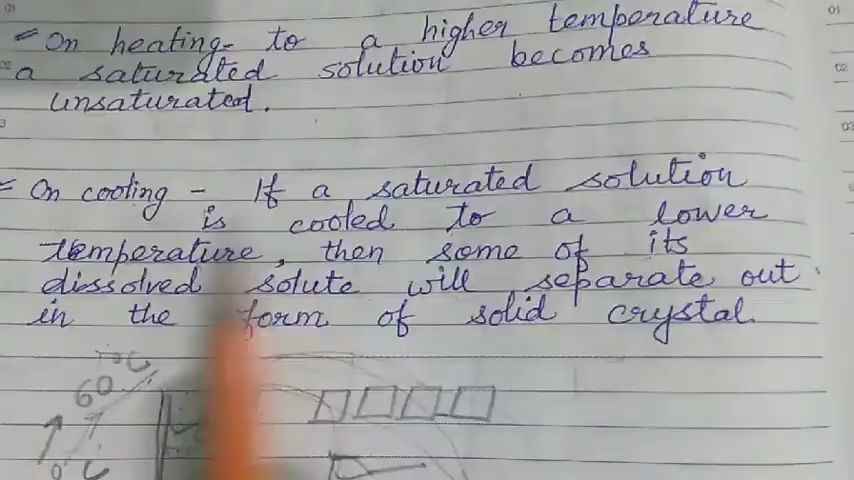 = On heating - to a higher temperature
a saturated solution becomes
unsaturated.
= On cooling - If a saturated solution
is cooled to a lower
temperature, then some of its
dissolved solute will separate out
in the form of solid crystal.
60